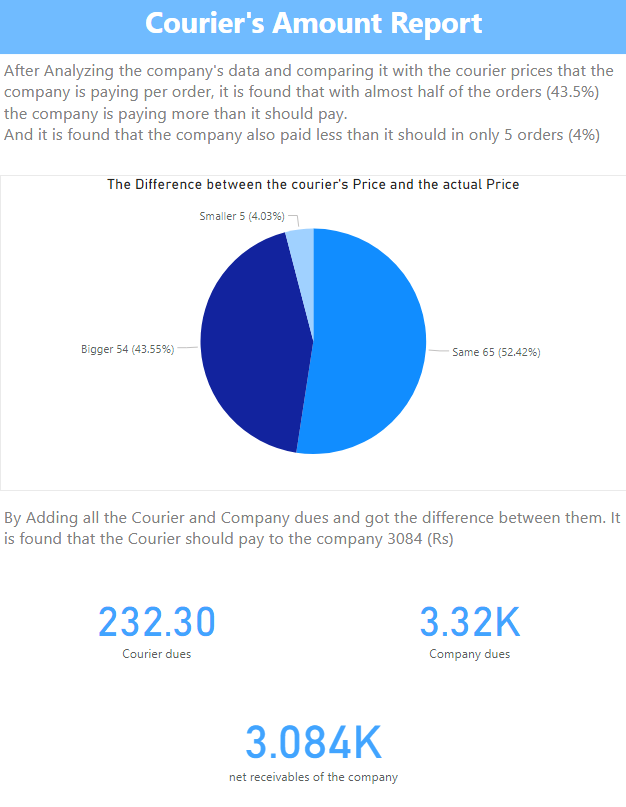 Courier's Amount Report
After Analyzing the company's data and comparing it with the courier prices that the
company is paying per order, it is found that with almost half of the orders (43.5%)
the company is paying more than it should pay.
And it is found that the company also paid less than it should in only 5 orders (4%)
The Difference between the courier's Price and the actual Price
Smaller 5 (4.03%)
Bigger 54 (43.55%)
Same 65 (52.42%)
By Adding all the Courier and Company dues and got the difference between them. It
is found that the Courier should pay to the company 3084 (Rs)
232.30
Courier dues
3.32K
Company dues
3.084K
net receivables of the company